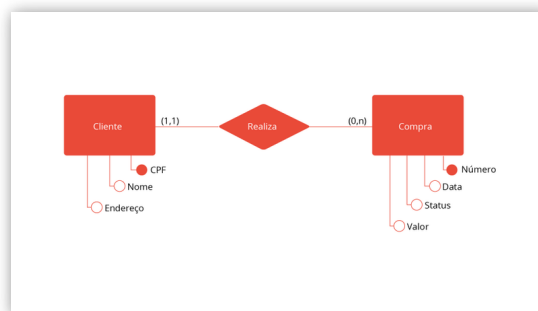 Cliente
(1,1)
Realiza
(0,n)
Compra
CPF
Nome
Endereço
Número
Data
Status
Valor